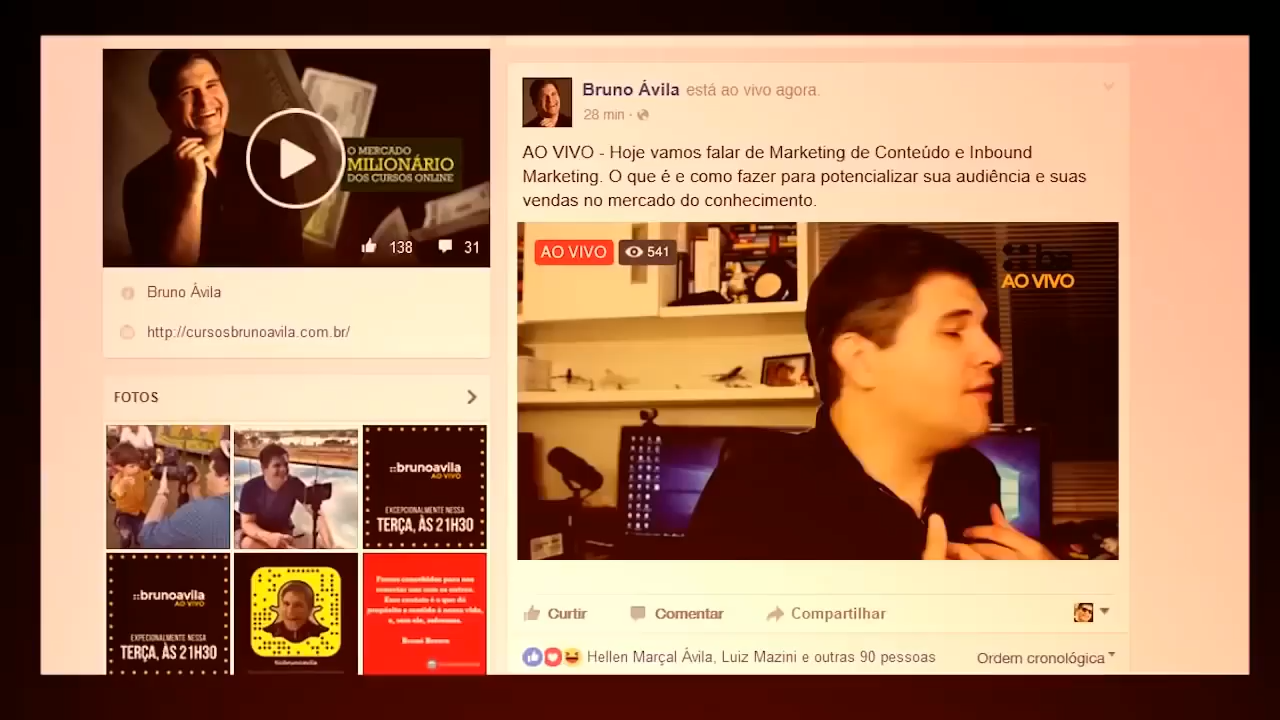 O MERCADO
MILIONÁRIO
DOS CURSOS ONLINE
138
31
Bruno Ávila
http://cursosbrunoavila.com.br/
FOTOS
::brunoavila
AO VIVO
EXCEPCIONALMENTE NESSA
TERÇA, ÀS 21H30
::brunoavila
AO VIVO
EXCEPCIONALMENTE NESSA
TERÇA, ÀS 21H30
Bruno Ávila está ao vivo agora.
28 min ·
AO VIVO - Hoje vamos falar de Marketing de Conteúdo e Inbound
Marketing. O que é e como fazer pra potencializar sua audiência e suas
vendas no mercado do conhecimento.
AO VIVO
541
::ba
AO VIVO
Curtir
Comentar
Compartilhar
Hellen Marçal Ávila, Luiz Mazini e outras 90 pessoas
Ordem cronológica